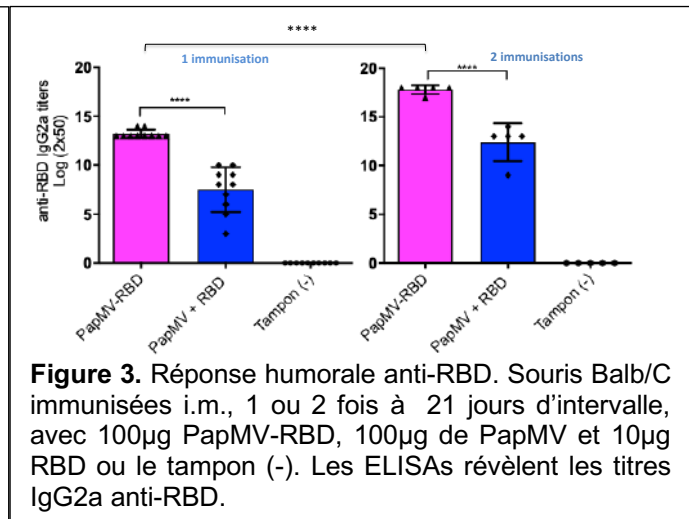 ****
1 immunisation
2 immunisations
anti-RBD IgG2a titers
Log (2x50)
20
15
10
5
0
****
PapMV-RBD
PapMV + RBD
Tampon (-)
20
15
10
5
0
****
PapMV-RBD
PapMV + RBD
Tampon (-)
Figure 3. Réponse humorale anti-RBD. Souris Balb/C
immunisées i.m., 1 ou 2 fois à 21 jours d’intervalle,
avec 100µg PapMV-RBD, 100µg de PapMV et 10µg
RBD ou le tampon (-). Les ELISAs révèlent les titres
IgG2a anti-RBD.